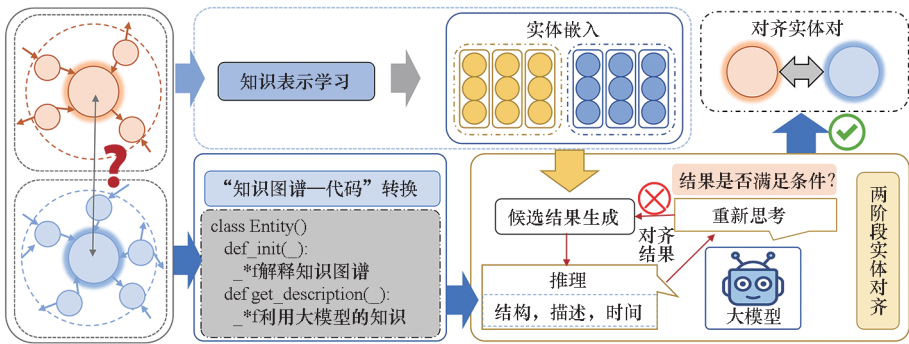 ?
知识表示学习
实体嵌入
对齐实体对
“知识图谱—代码”转换
class Entity()
def_init(_):
_*f解释知识图谱
def get_description(_):
_*f利用大模型的知识
候选结果生成
结果是否满足条件?
重新思考
对齐
结果
推理
结构，描述，时间
大模型
两阶段实体对齐